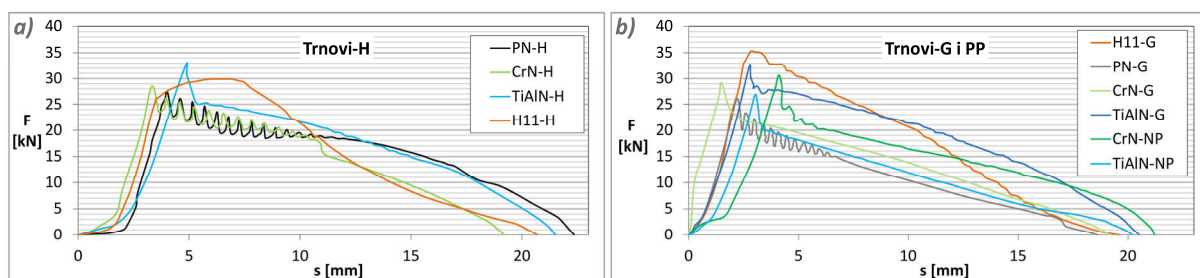 a)
Trnovi-H
F
[kN]
40
35
30
25
20
15
10
5
0
0
5
10
15
20
s [mm]
PN-H
CrN-H
TiAlN-H
H11-H
b)
Trnovi-G i PP
F
[kN]
40
35
30
25
20
15
10
5
0
0
5
10
15
20
s [mm]
H11-G
PN-G
CrN-G
TiAlN-G
CrN-NP
TiAlN-NP